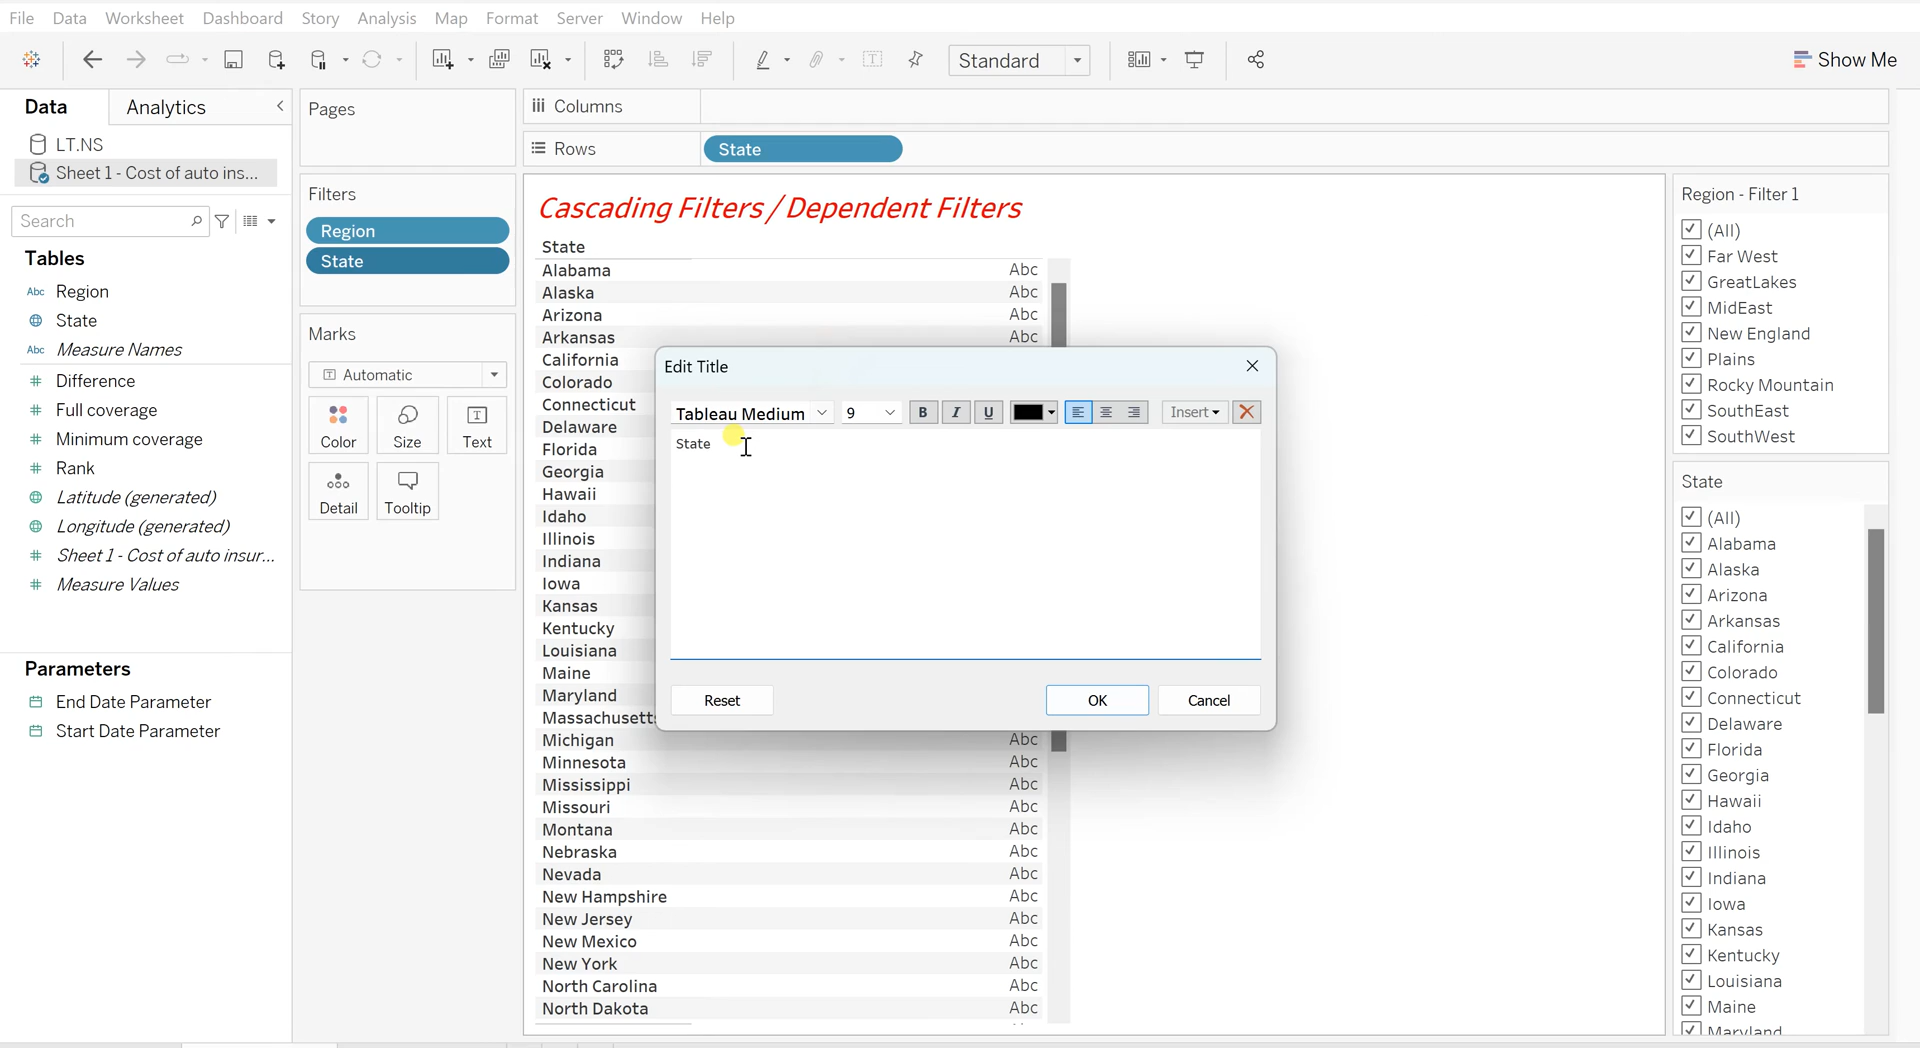 File Data Worksheet Dashboard Story Analysis Map Format Server Window Help
Standard
Show Me
Data Analytics
LT.NS
Sheet 1 - Cost of auto ins...
Search
Tables
Abc Region
State
Abc Measure Names
# Difference
# Full coverage
# Minimum coverage
# Rank
Latitude (generated)
Longitude (generated)
# Sheet 1 - Cost of auto insur...
# Measure Values
Parameters
End Date Parameter
Start Date Parameter
Pages
Filters
Region
State
Marks
Automatic
Color Size Text
Detail Tooltip
Columns
Rows State
Cascading Filters / Dependent Filters
State
Alabama Abc
Alaska Abc
Arizona Abc
Arkansas Abc
California
Colorado
Connecticut
Delaware
Florida
Georgia
Hawaii
Idaho
Illinois
Indiana
Iowa
Kansas
Kentucky
Louisiana
Maine
Maryland
Massachusetts
Michigan Abc
Minnesota Abc
Mississippi Abc
Missouri Abc
Montana Abc
Nebraska Abc
Nevada Abc
New Hampshire Abc
New Jersey Abc
New Mexico Abc
New York Abc
North Carolina Abc
North Dakota Abc
Edit Title
Tableau Medium 9 B I U Insert
State
Reset OK Cancel
Region - Filter 1
(All)
Far West
GreatLakes
MidEast
New England
Plains
Rocky Mountain
SouthEast
SouthWest
State
(All)
Alabama
Alaska
Arizona
Arkansas
California
Colorado
Connecticut
Delaware
Florida
Georgia
Hawaii
Idaho
Illinois
Indiana
Iowa
Kansas
Kentucky
Louisiana
Maine
Maryland